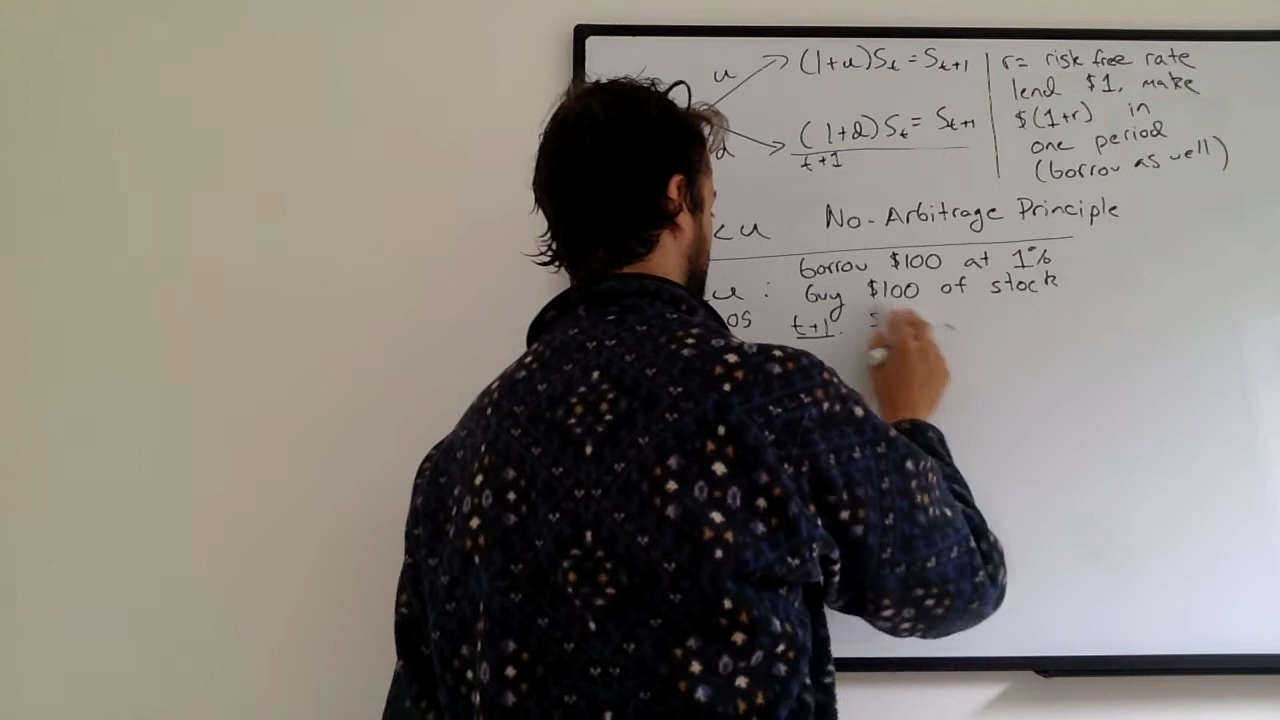 u (1+u)S_t = S_t+1
d (1+d)S_t = S_t+1
t+1
r = risk free rate
lend $1, make
$(1+r) in
one period
(borrow as well)
< u No-Arbitrage Principle
borrow $100 at 1%
u : buy $100 of stock
t+1: S